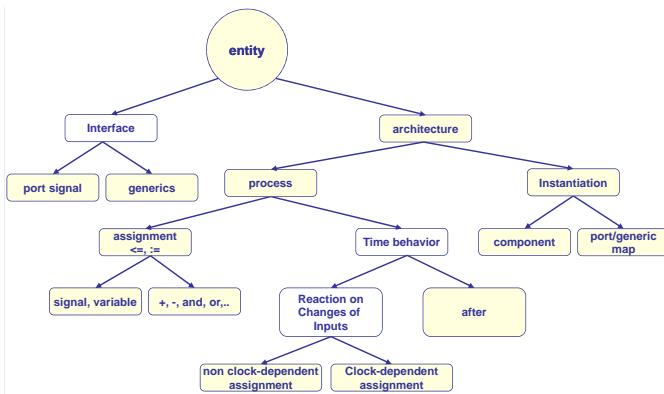 entity
Interface
architecture
port signal
generics
process
Instantiation
assignment
<=, :=
Time behavior
component
port/generic
map
signal, variable
+, -, and, or,..
Reaction on
Changes of
Inputs
after
non clock-dependent
assignment
Clock-dependent
assignment